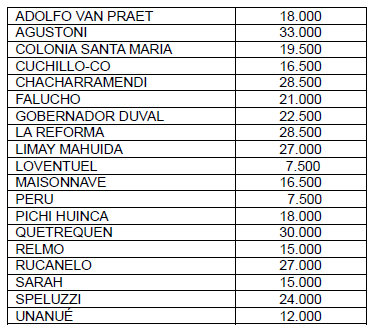 ADOLFO VAN PRAET 18.000
AGUSTONI 33.000
COLONIA SANTA MARIA 19.500
CUCHILLO-CO 16.500
CHACHARRAMENDI 28.500
FALUCHO 21.000
GOBERNADOR DUVAL 22.500
LA REFORMA 28.500
LIMAY MAHUIDA 27.000
LOVENTUEL 7.500
MAISONNAVE 16.500
PERU 7.500
PICHI HUINCA 18.000
QUETREQUEN 30.000
RELMO 15.000
RUCANELO 27.000
SARAH 15.000
SPELUZZI 24.000
UNANUÉ 12.000